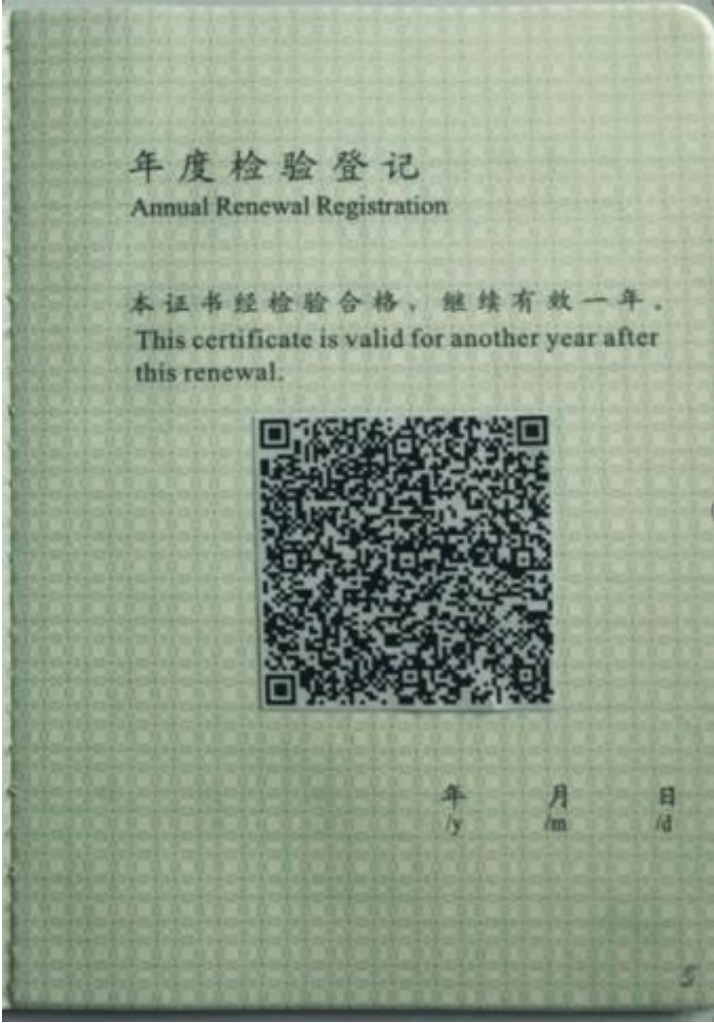 年度检验登记
Annual Renewal Registration
本证书经检验合格，继续有效一年。
This certificate is valid for another year after
this renewal.
年 月 日
/y /m /d
5